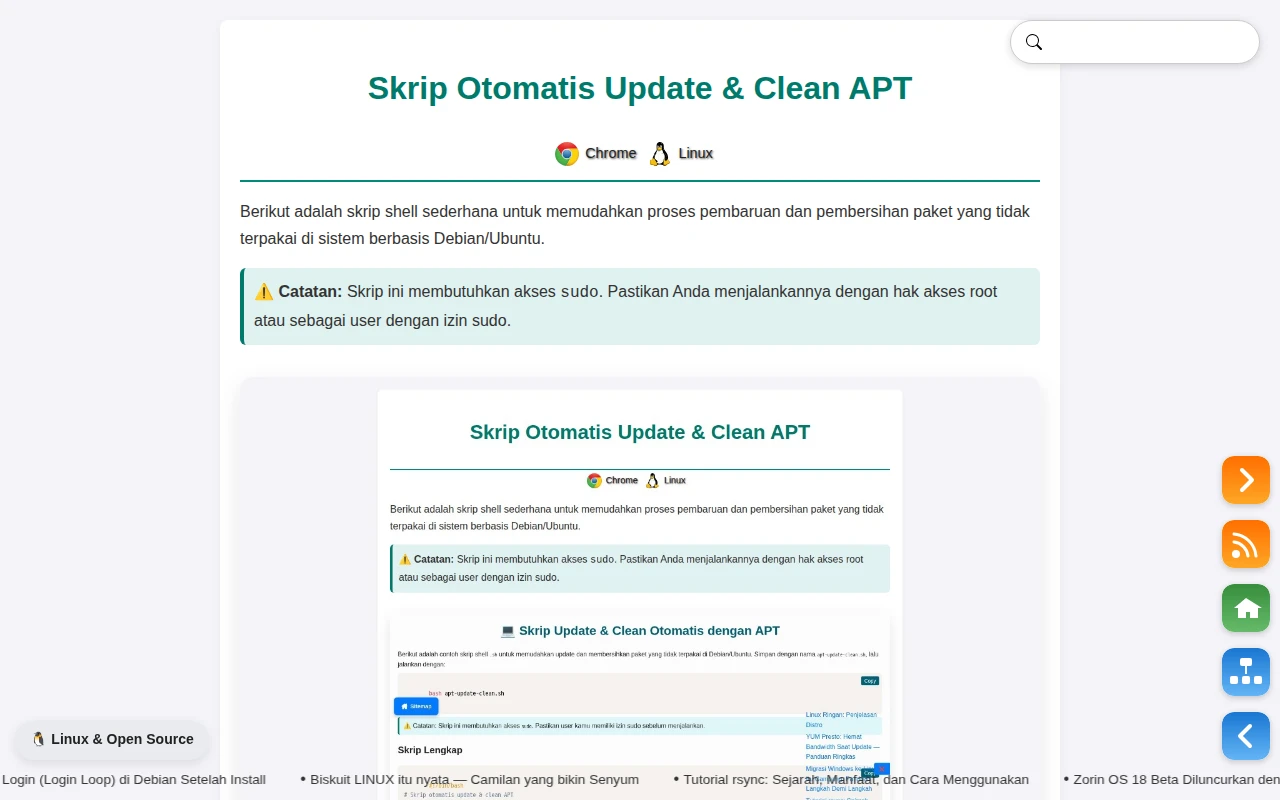 Skrip Otomatis Update & Clean APT
Chrome Linux
Berikut adalah skrip shell sederhana untuk memudahkan proses pembaruan dan pembersihan paket yang tidak
terpakai di sistem berbasis Debian/Ubuntu.
⚠️ Catatan: Skrip ini membutuhkan akses sudo. Pastikan Anda menjalankannya dengan hak akses root
atau sebagai user dengan izin sudo.
Skrip Otomatis Update & Clean APT
Chrome Linux
Berikut adalah skrip shell sederhana untuk memudahkan proses pembaruan dan pembersihan paket yang tidak
terpakai di sistem berbasis Debian/Ubuntu.
⚠️ Catatan: Skrip ini membutuhkan akses sudo. Pastikan Anda menjalankannya dengan hak akses root
atau sebagai user dengan izin sudo.
💻 Skrip Update & Clean Otomatis dengan APT
Berikut adalah contoh skrip shell .sh untuk memudahkan update dan membersihkan paket yang tidak terpakai di Debian/Ubuntu. Simpan dengan nama apt-update-clean.sh, lalu
jalankan dengan:
Copy
bash apt-update-clean.sh
Sitemap
⚠️ Catatan: Skrip ini membutuhkan akses sudo. Pastikan user kamu memiliki izin sudo sebelum menjalankan.
Skrip Lengkap
Copy
# Skrip otomatis update & clean APT
Linux Ringan: Penjelasan
Distro
YUM Presto: Hemat
Bandwidth Saat Update —
Panduan Ringkas
Migrasi Windows ke
Langkah Demi Langkah
Linux & Open Source
Login (Login Loop) di Debian Setelah Install
• Biskuit LINUX itu nyata — Camilan yang bikin Senyum
• Tutorial rsync: Sejarah, Manfaat, dan Cara Menggunakan
• Zorin OS 18 Beta Diluncurkan den